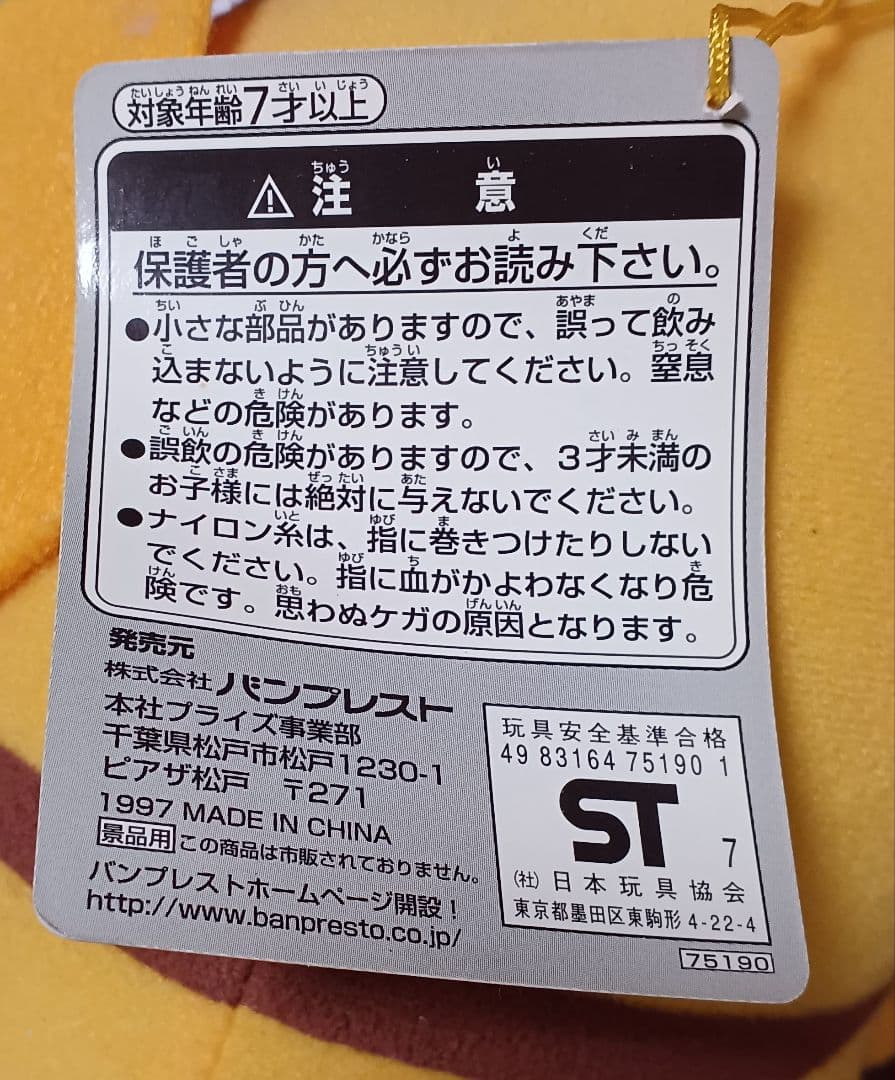 対象年齢7才以上
⚠ 注意
保護者の方へ必ずお読み下さい。
●小さな部品がありますので、誤って飲み
込まないように注意してください。窒息
などの危険があります。
●誤飲の危険がありますので、3才未満の
お子様には絶対に与えないでください。
●ナイロン糸は、指に巻きつけたりしない
でください。指に血がかよわなくなり危
険です。思わぬケガの原因となります。
発売元
株式会社バンプレスト
本社プライズ事業部
千葉県松戸市松戸1230-1
ピアザ松戸 〒271
1997 MADE IN CHINA
景品用 この商品は市販されておりません。
バンプレストホームページ開設!
http://www.banpresto.co.jp/
玩具安全基準合格
49 83164 75190 1
ST 7
(社)日本玩具協会
東京都墨田区東駒形4-22-4
75190